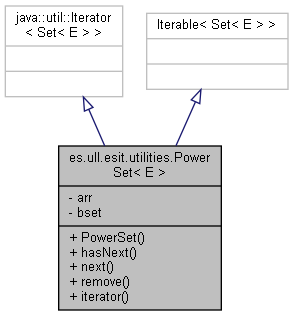 java::util::Iterator
< Set< E > >
Iterable< Set< E > >
es.ull.esit.utilities.Power
Set< E >
- arr
- bset
+ PowerSet()
+ hasNext()
+ next()
+ remove()
+ iterator()